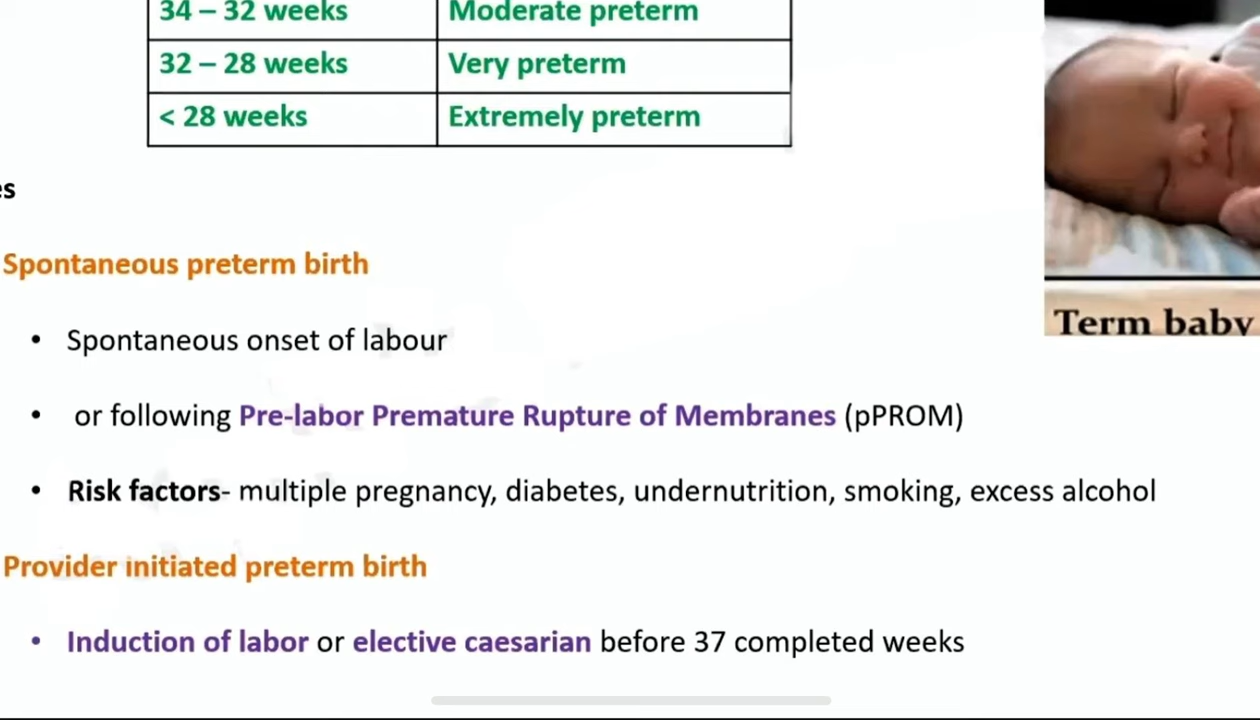 34 – 32 weeks Moderate preterm
32 – 28 weeks Very preterm
< 28 weeks Extremely preterm
es
Spontaneous preterm birth
• Spontaneous onset of labour
• or following Pre-labor Premature Rupture of Membranes (pPROM)
• Risk factors- multiple pregnancy, diabetes, undernutrition, smoking, excess alcohol
Provider initiated preterm birth
• Induction of labor or elective caesarian before 37 completed weeks
Term baby